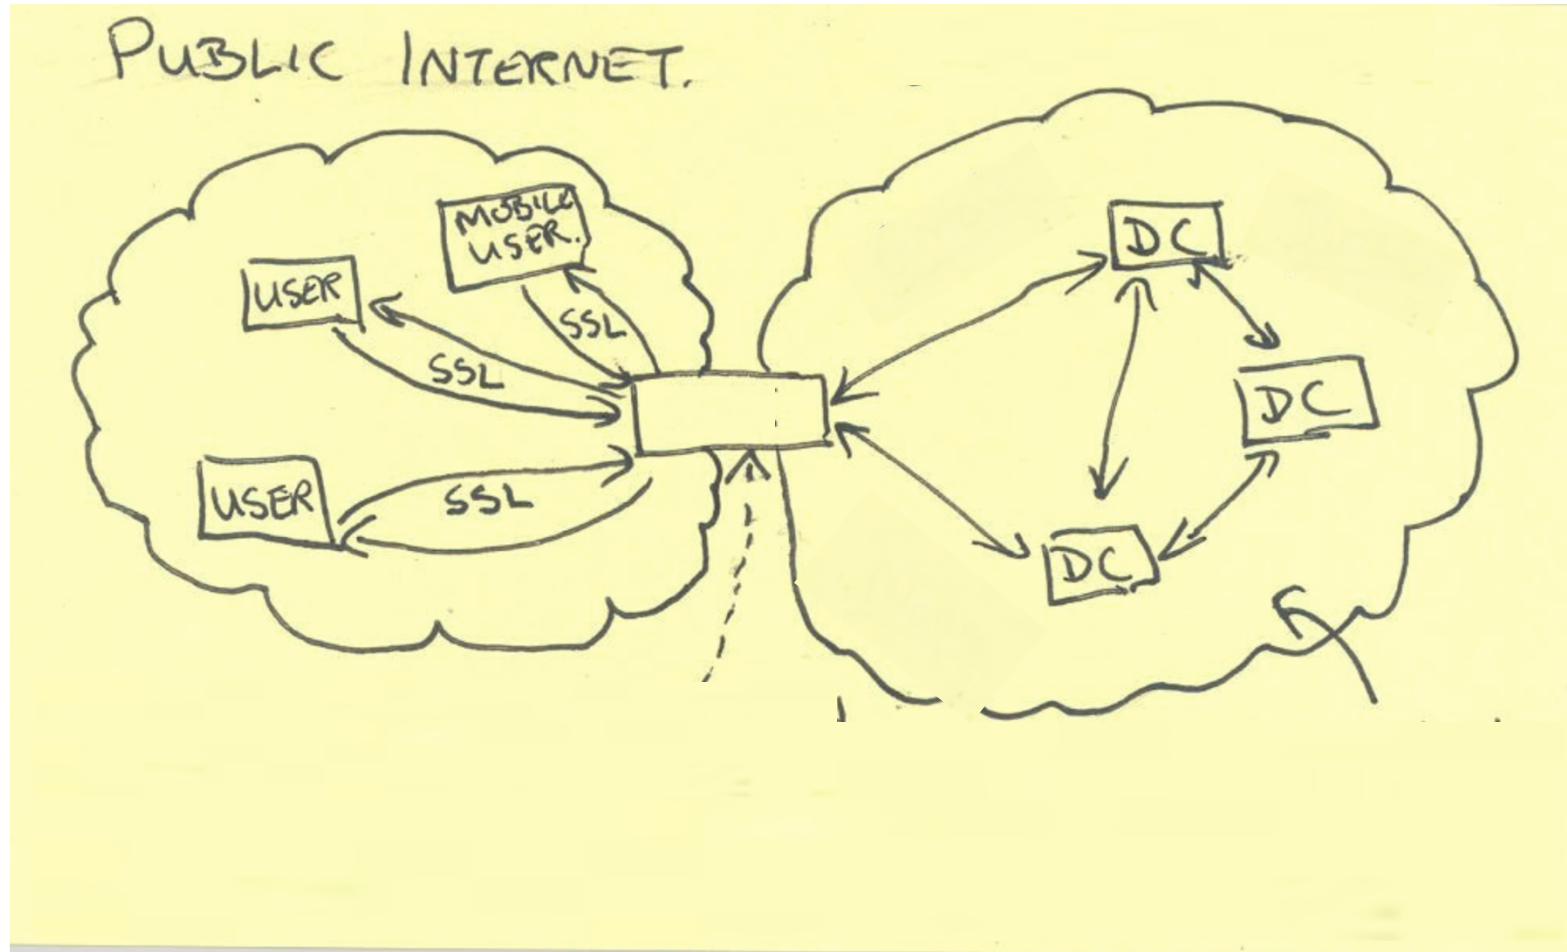 PUBLIC INTERNET.
MOBILE
USER.
USER
SSL
SSL
USER
SSL
DC
DC
DC